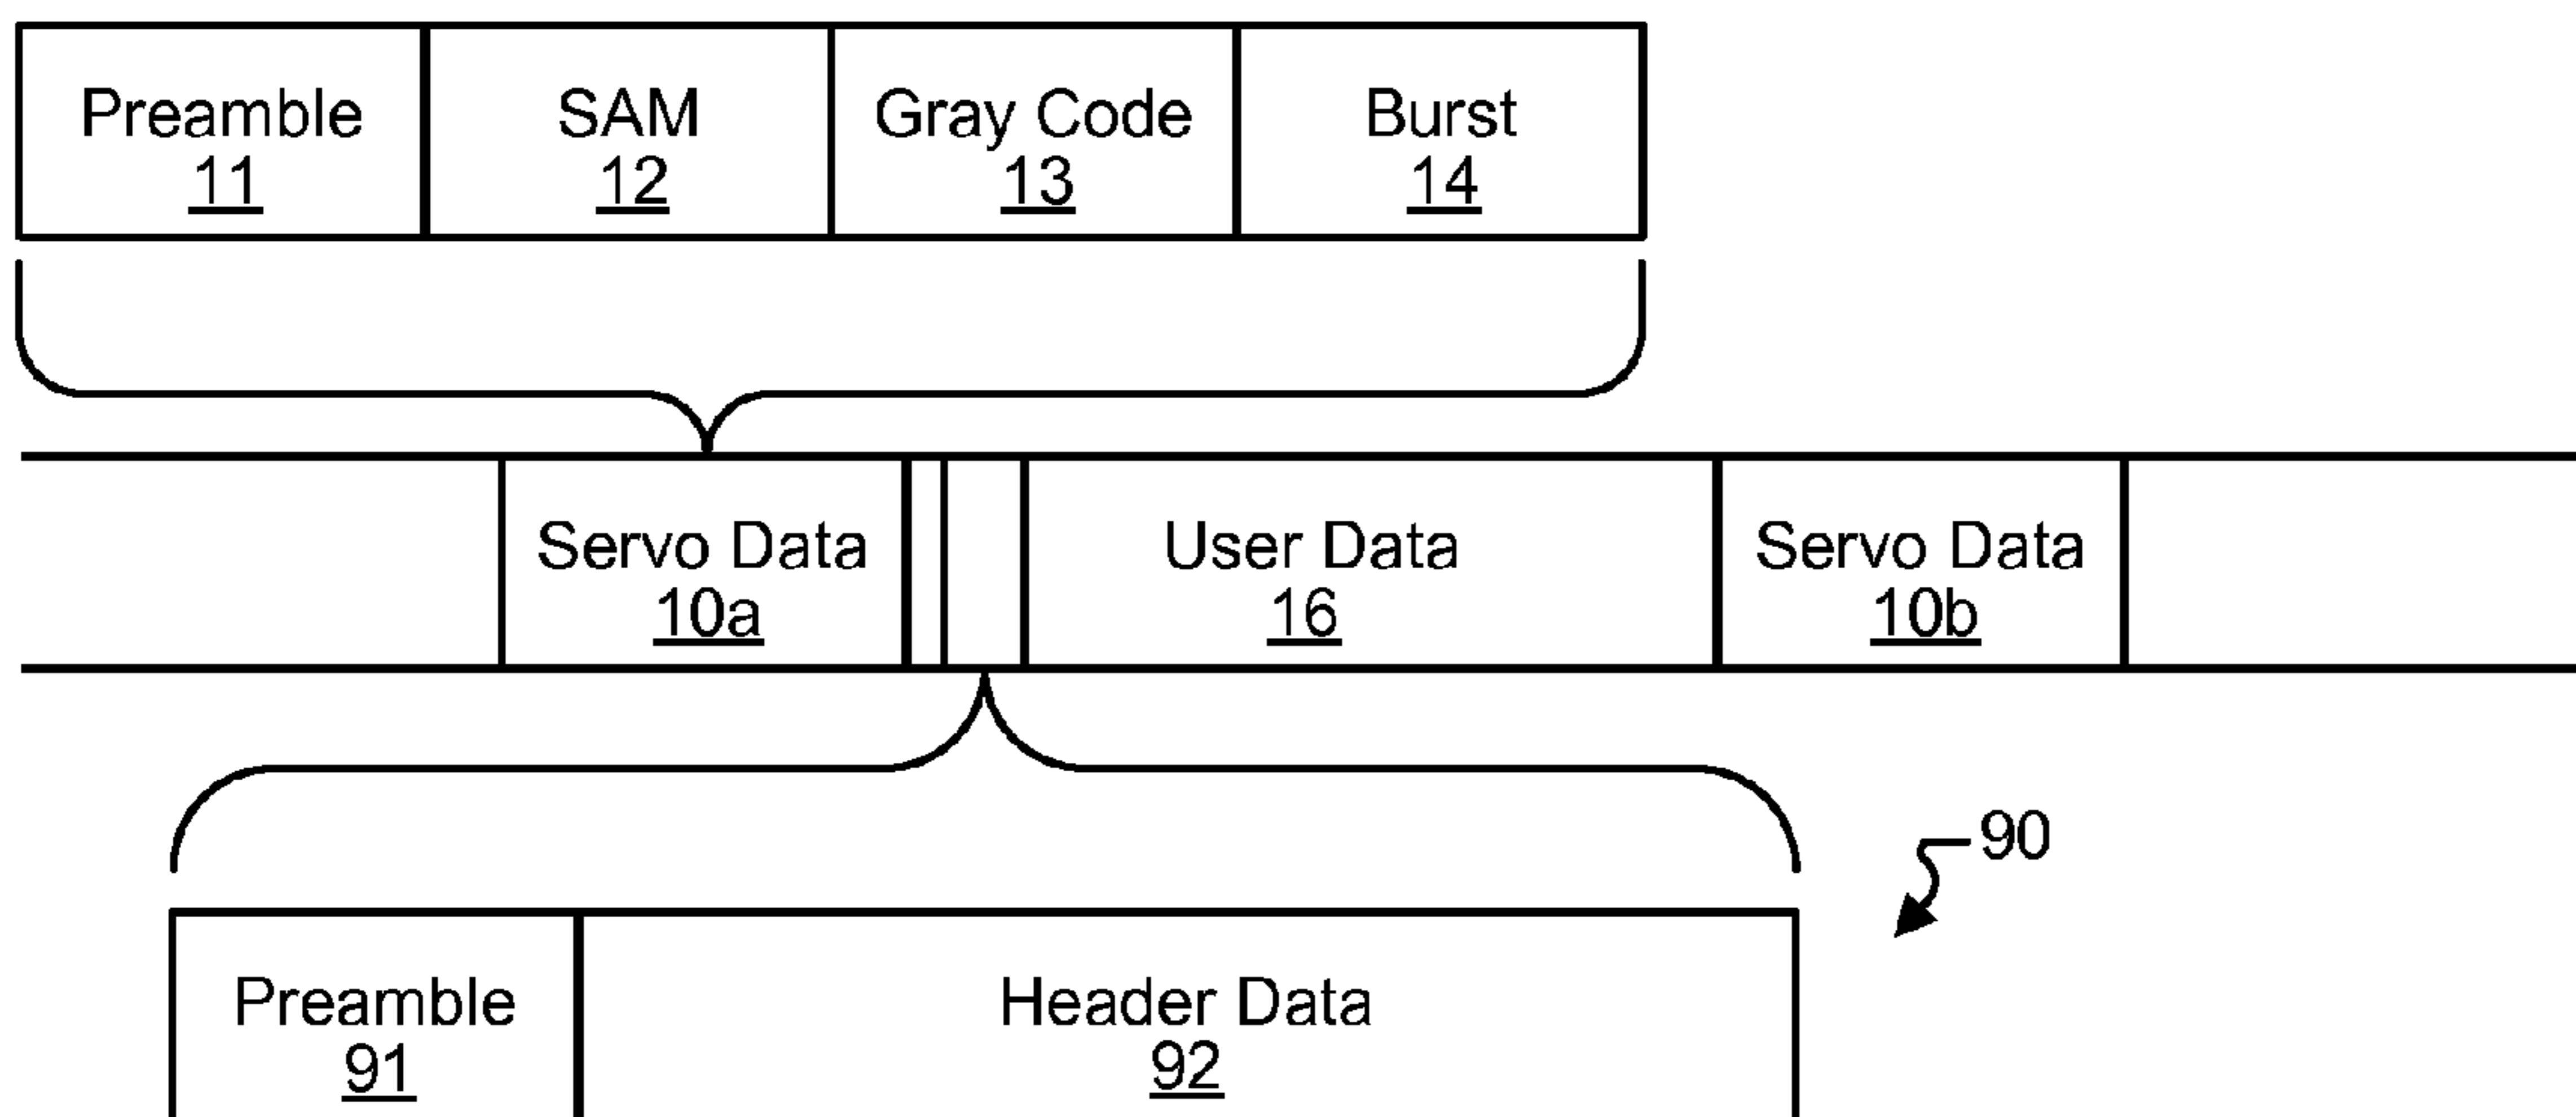 Preamble
11
SAM
12
Gray Code
13
Burst
14
Servo Data
10a
User Data
16
Servo Data
10b
90
Preamble
91
Header Data
92